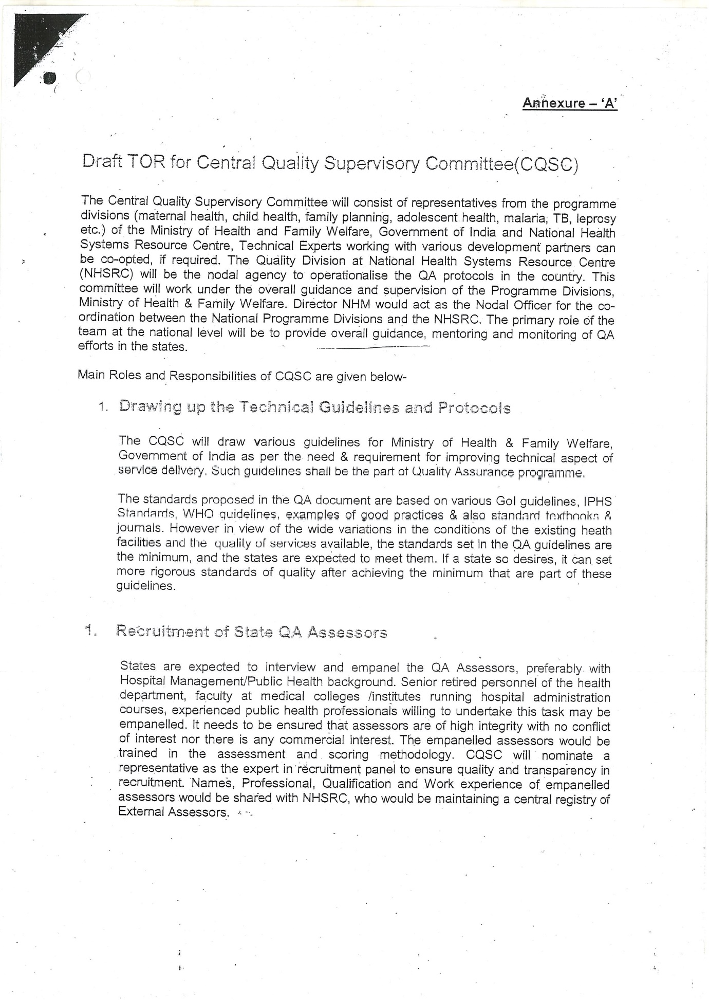 Annexure – ‘A’
Draft TOR for Central Quality Supervisory Committee(CQSC)
The Central Quality Supervisory Committee will consist of representatives from the programme
divisions (maternal health, child health, family planning, adolescent health, malaria, TB, leprosy
etc.) of the Ministry of Health and Family Welfare, Government of India and National Health
Systems Resource Centre, Technical Experts working with various development partners can
be co-opted, if required. The Quality Division at National Health Systems Resource Centre
(NHSRC) will be the nodal agency to operationalise the QA protocols in the country. This
committee will work under the overall guidance and supervision of the Programme Divisions,
Ministry of Health & Family Welfare. Director NHM would act as the Nodal Officer for the co-
ordination between the National Programme Divisions and the NHSRC. The primary role of the
team at the national level will be to provide overall guidance, mentoring and monitoring of QA
efforts in the states.
Main Roles and Responsibilities of CQSC are given below-
1. Drawing up the Technical Guidelines and Protocols
The CQSC will draw various guidelines for Ministry of Health & Family Welfare,
Government of India as per the need & requirement for improving technical aspect of
service delivery. Such guidelines shall be the part of Quality Assurance programme.
The standards proposed in the QA document are based on various GoI guidelines, IPHS
Standards, WHO guidelines, examples of good practices & also standard textbooks &
journals. However in view of the wide variations in the conditions of the existing heath
facilities and the quality of services available, the standards set in the QA guidelines are
the minimum, and the states are expected to meet them. If a state so desires, it can set
more rigorous standards of quality after achieving the minimum that are part of these
guidelines.
1. Recruitment of State QA Assessors
States are expected to interview and empanel the QA Assessors, preferably with
Hospital Management/Public Health background. Senior retired personnel of the health
department, faculty at medical colleges /institutes running hospital administration
courses, experienced public health professionals willing to undertake this task may be
empanelled. It needs to be ensured that assessors are of high integrity with no conflict
of interest nor there is any commercial interest. The empanelled assessors would be
trained in the assessment and scoring methodology. CQSC will nominate a
representative as the expert in recruitment panel to ensure quality and transparency in
recruitment. Names, Professional, Qualification and Work experience of empanelled
assessors would be shared with NHSRC, who would be maintaining a central registry of
External Assessors.